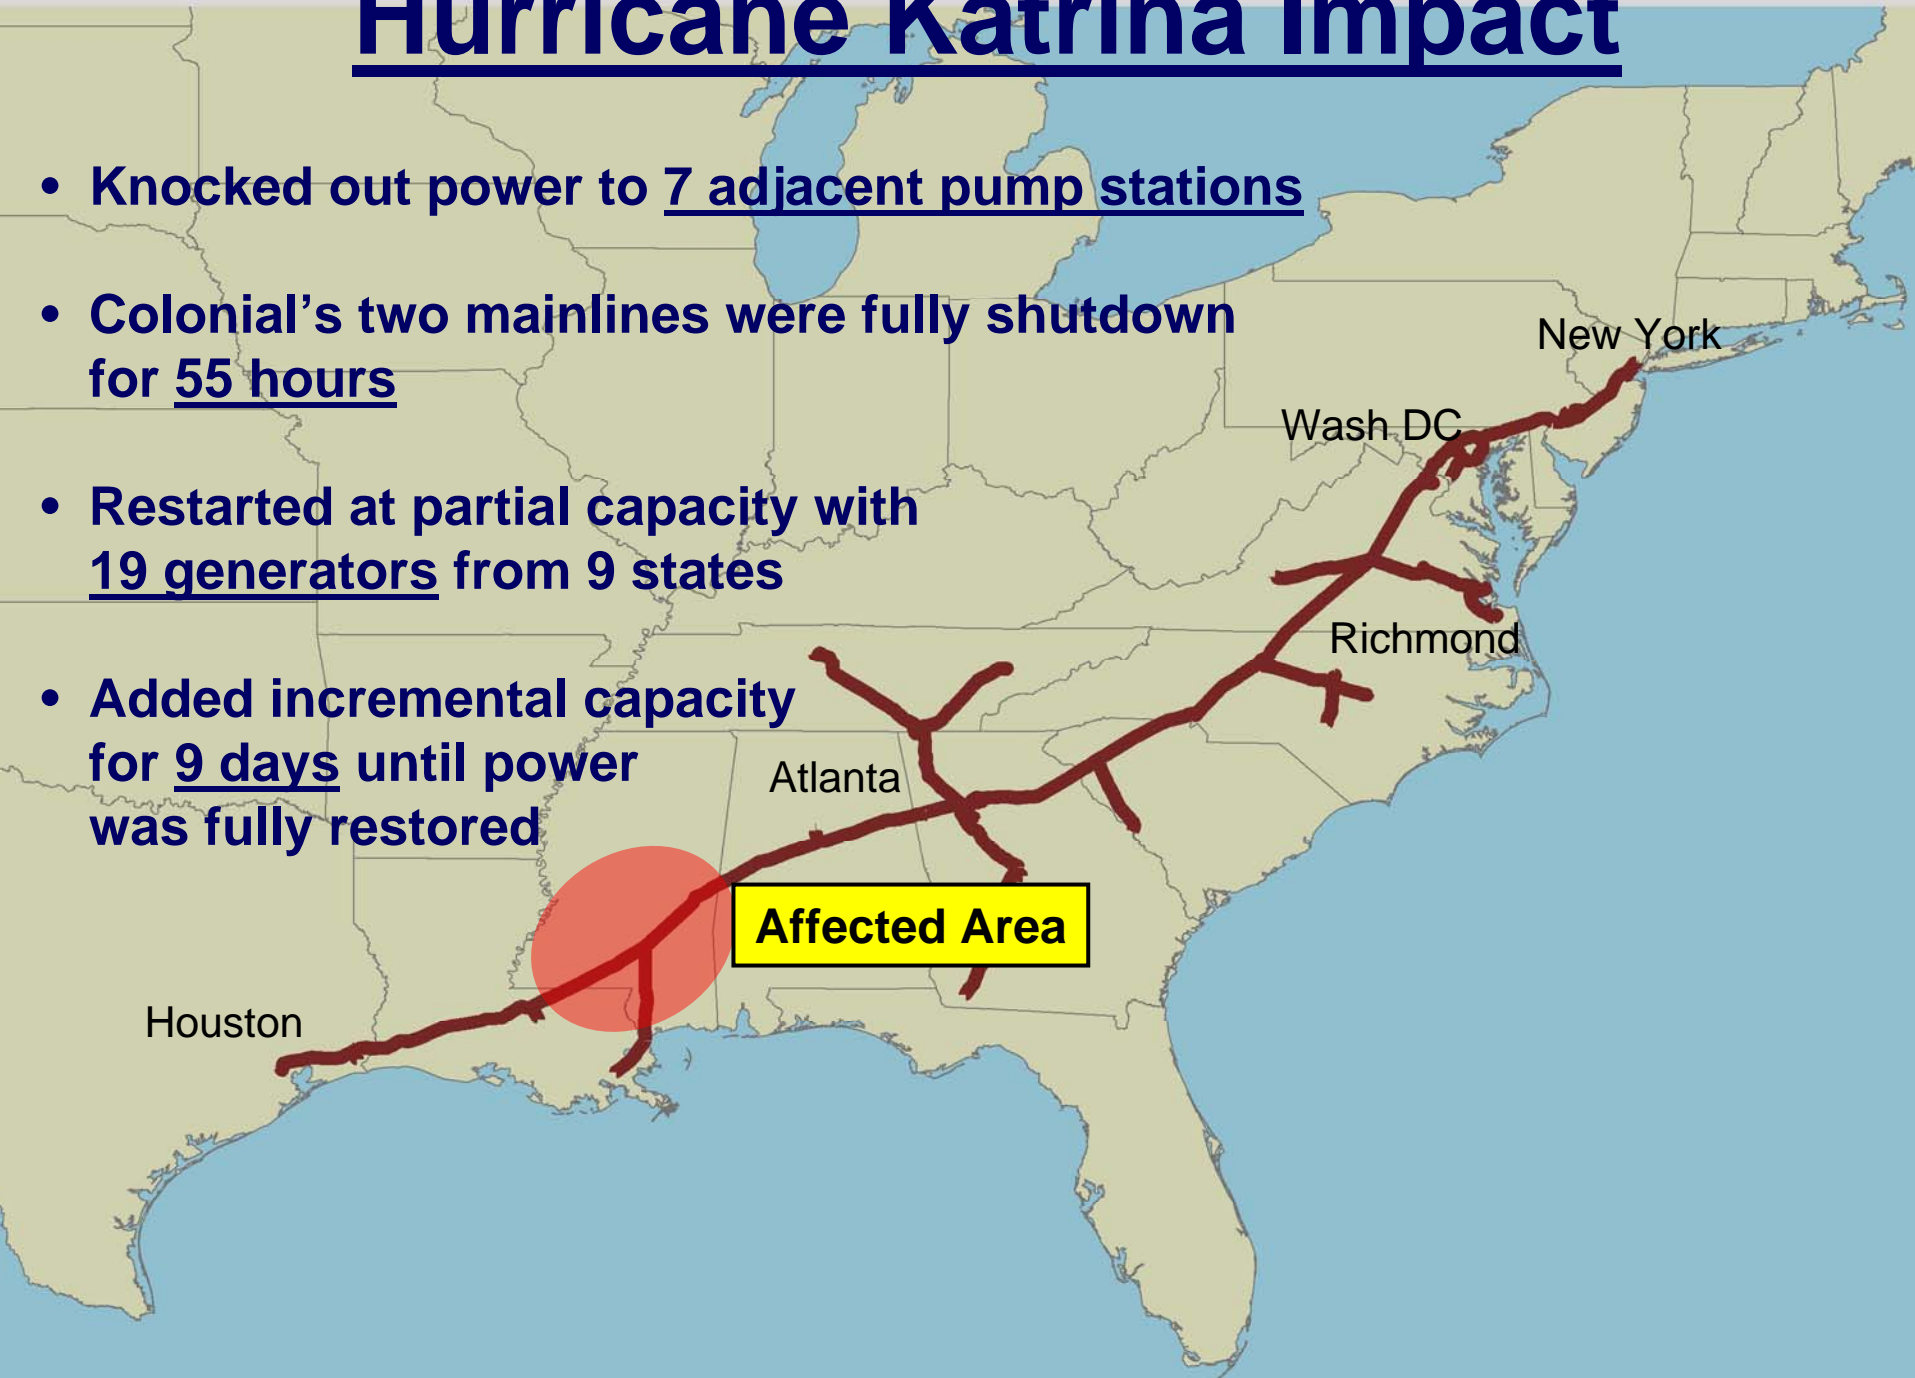 Hurricane Katrina Impact
• Knocked out power to 7 adjacent pump stations
• Colonial's two mainlines were fully shutdown
for 55 hours
• Restarted at partial capacity with
19 generators from 9 states
• Added incremental capacity
for 9 days until power
was fully restored
New York
Wash DC
Richmond
Atlanta
Affected Area
Houston